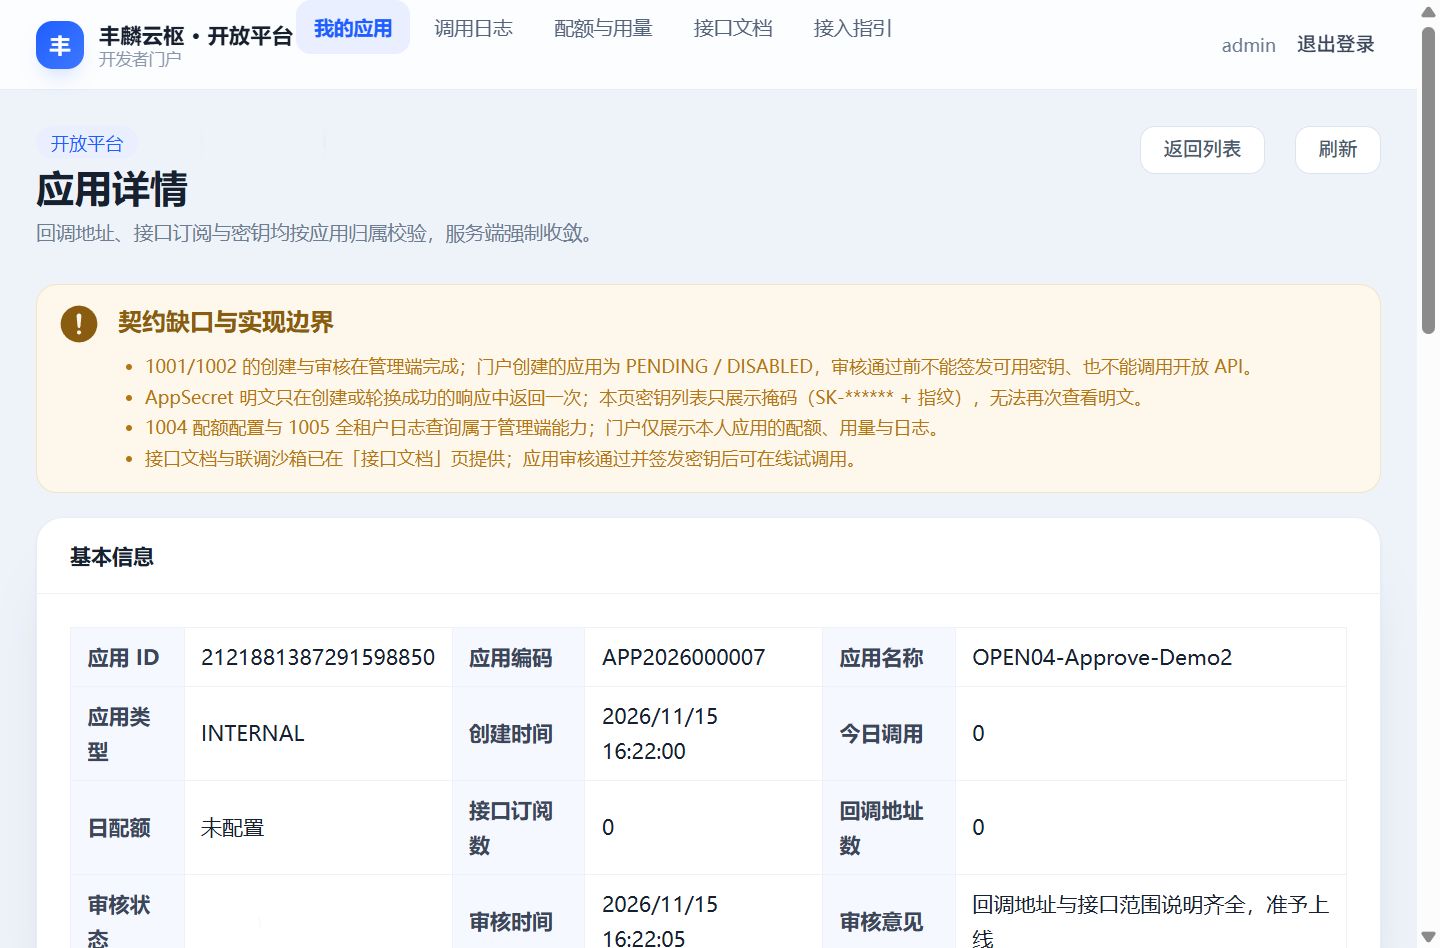 丰
丰麟云枢·开放平台
开发者门户
我的应用
调用日志
配额与用量
接口文档
接入指引
admin
退出登录
开放平台
应用详情
回调地址、接口订阅与密钥均按应用归属校验，服务端强制收敛。
返回列表
刷新
契约缺口与实现边界
1001/1002 的创建与审核在管理端完成；门户创建的应用为 PENDING / DISABLED，审核通过前不能签发可用密钥、也不能调用开放 API。
AppSecret 明文只在创建或轮换成功的响应中返回一次；本页密钥列表只展示掩码（SK-****** + 指纹），无法再次查看明文。
1004 配额配置与 1005 全租户日志查询属于管理端能力；门户仅展示本人应用的配额、用量与日志。
接口文档与联调沙箱已在「接口文档」页提供；应用审核通过并签发密钥后可在线试调用。
基本信息
应用 ID
2121881387291598850
应用编码
APP2026000007
应用名称
OPEN04-Approve-Demo2
应用类
型
INTERNAL
创建时间
2026/11/15
16:22:00
今日调用
0
日配额
未配置
接口订阅
数
0
回调地址
数
0
审核状
态
审核时间
2026/11/15
16:22:05
审核意见
回调地址与接口范围说明齐全，准予上
线